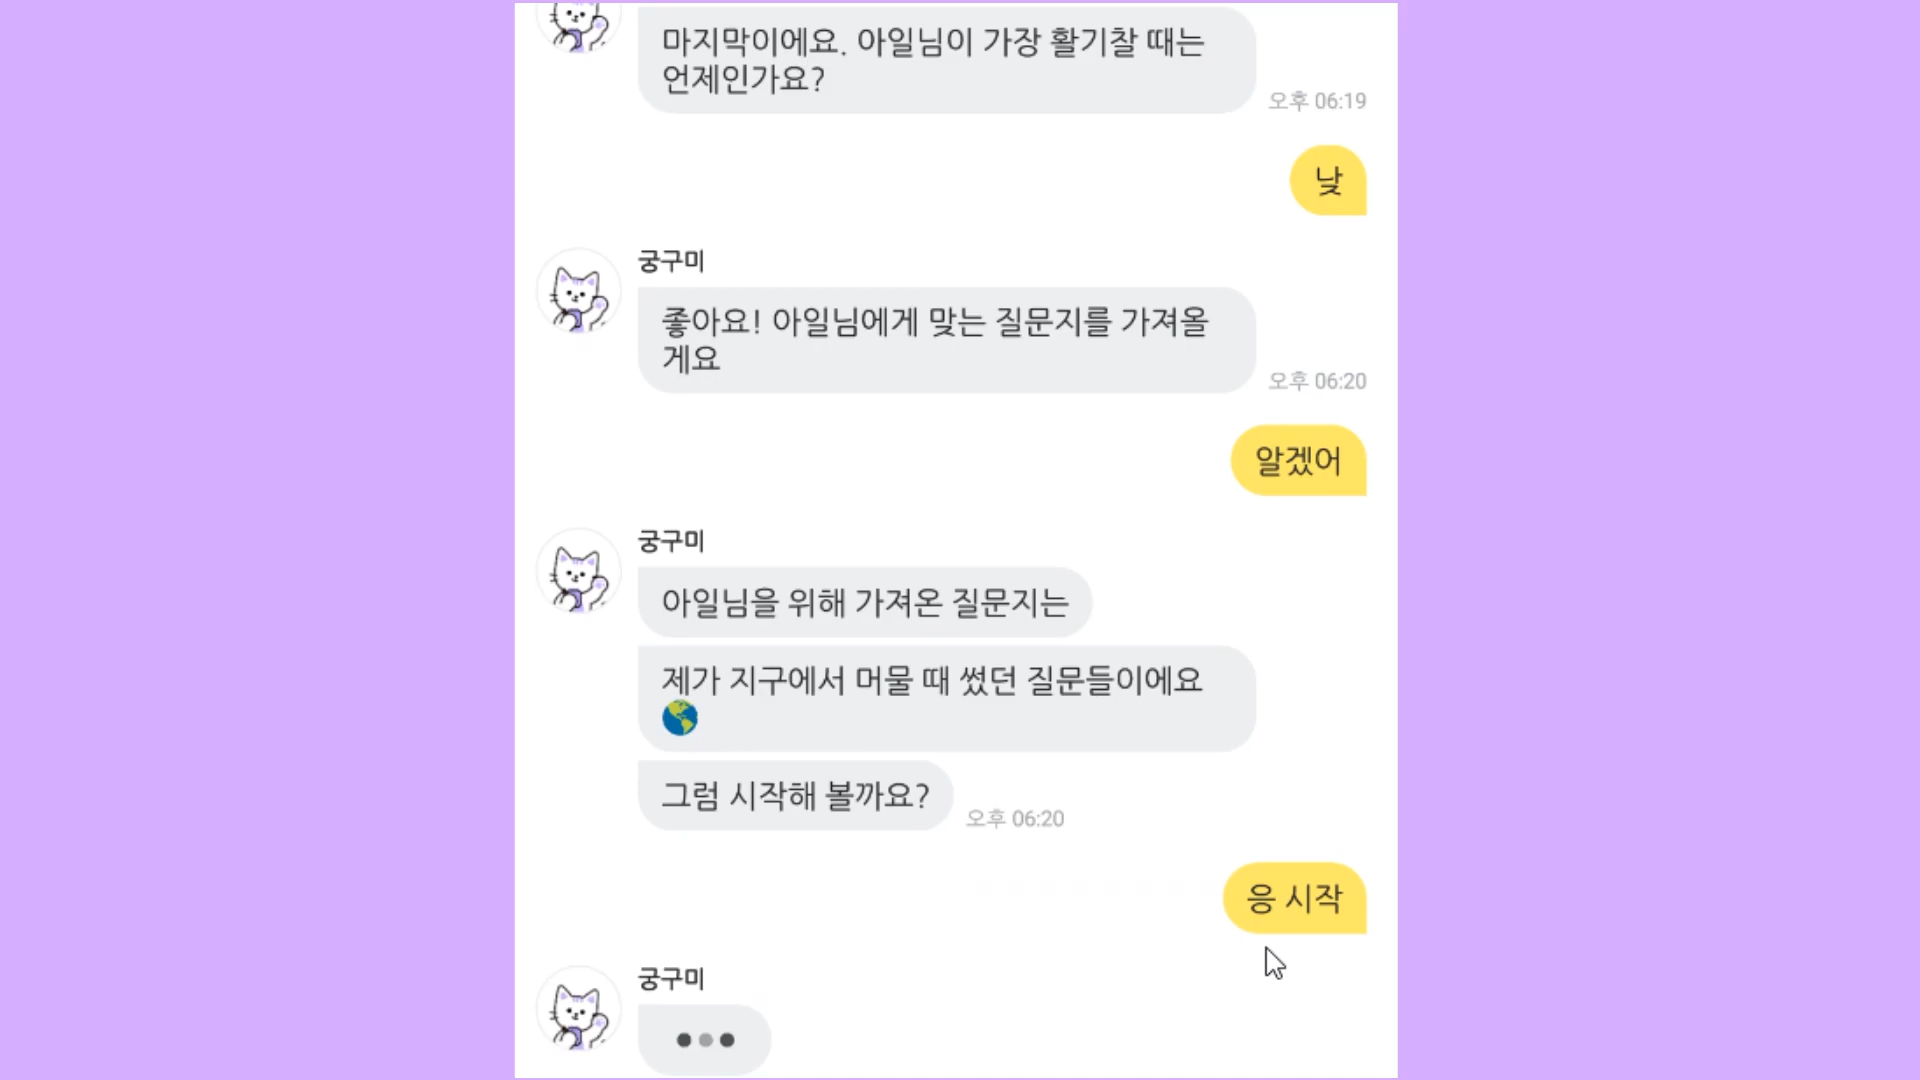 마지막이에요. 아일님이 가장 활기찰 때는
언제인가요?
오후 06:19
낮
궁구미
좋아요! 아일님에게 맞는 질문지를 가져올
게요
오후 06:20
알겠어
궁구미
아일님을 위해 가져온 질문지는
제가 지구에서 머물 때 썼던 질문들이에요
🌎
그럼 시작해 볼까요?
오후 06:20
응 시작
궁구미